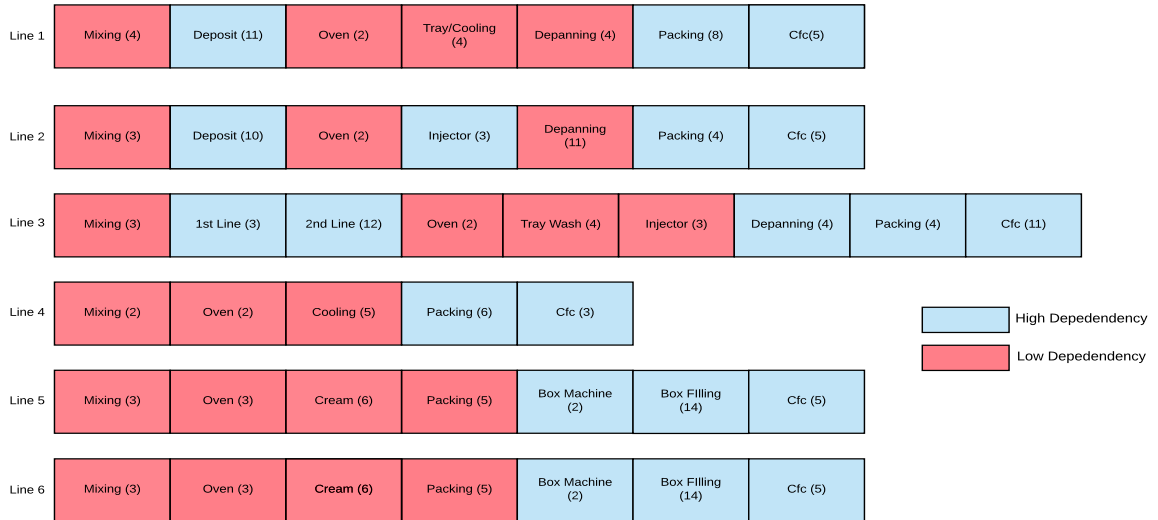 Line 1
Mixing (4)
Deposit (11)
Oven (2)
Tray/Cooling
(4)
Depanning (4)
Packing (8)
Cfc(5)
Line 2
Mixing (3)
Deposit (10)
Oven (2)
Injector (3)
Depanning
(11)
Packing (4)
Cfc (5)
Line 3
Mixing (3)
1st Line (3)
2nd Line (12)
Oven (2)
Tray Wash (4)
Injector (3)
Depanning (4)
Packing (4)
Cfc (11)
Line 4
Mixing (2)
Oven (2)
Cooling (5)
Packing (6)
Cfc (3)
High Depedendency
Low Depedendency
Line 5
Mixing (3)
Oven (3)
Cream (6)
Packing (5)
Box Machine
(2)
Box FIlling
(14)
Cfc (5)
Line 6
Mixing (3)
Oven (3)
Cream (6)
Packing (5)
Box Machine
(2)
Box FIlling
(14)
Cfc (5)